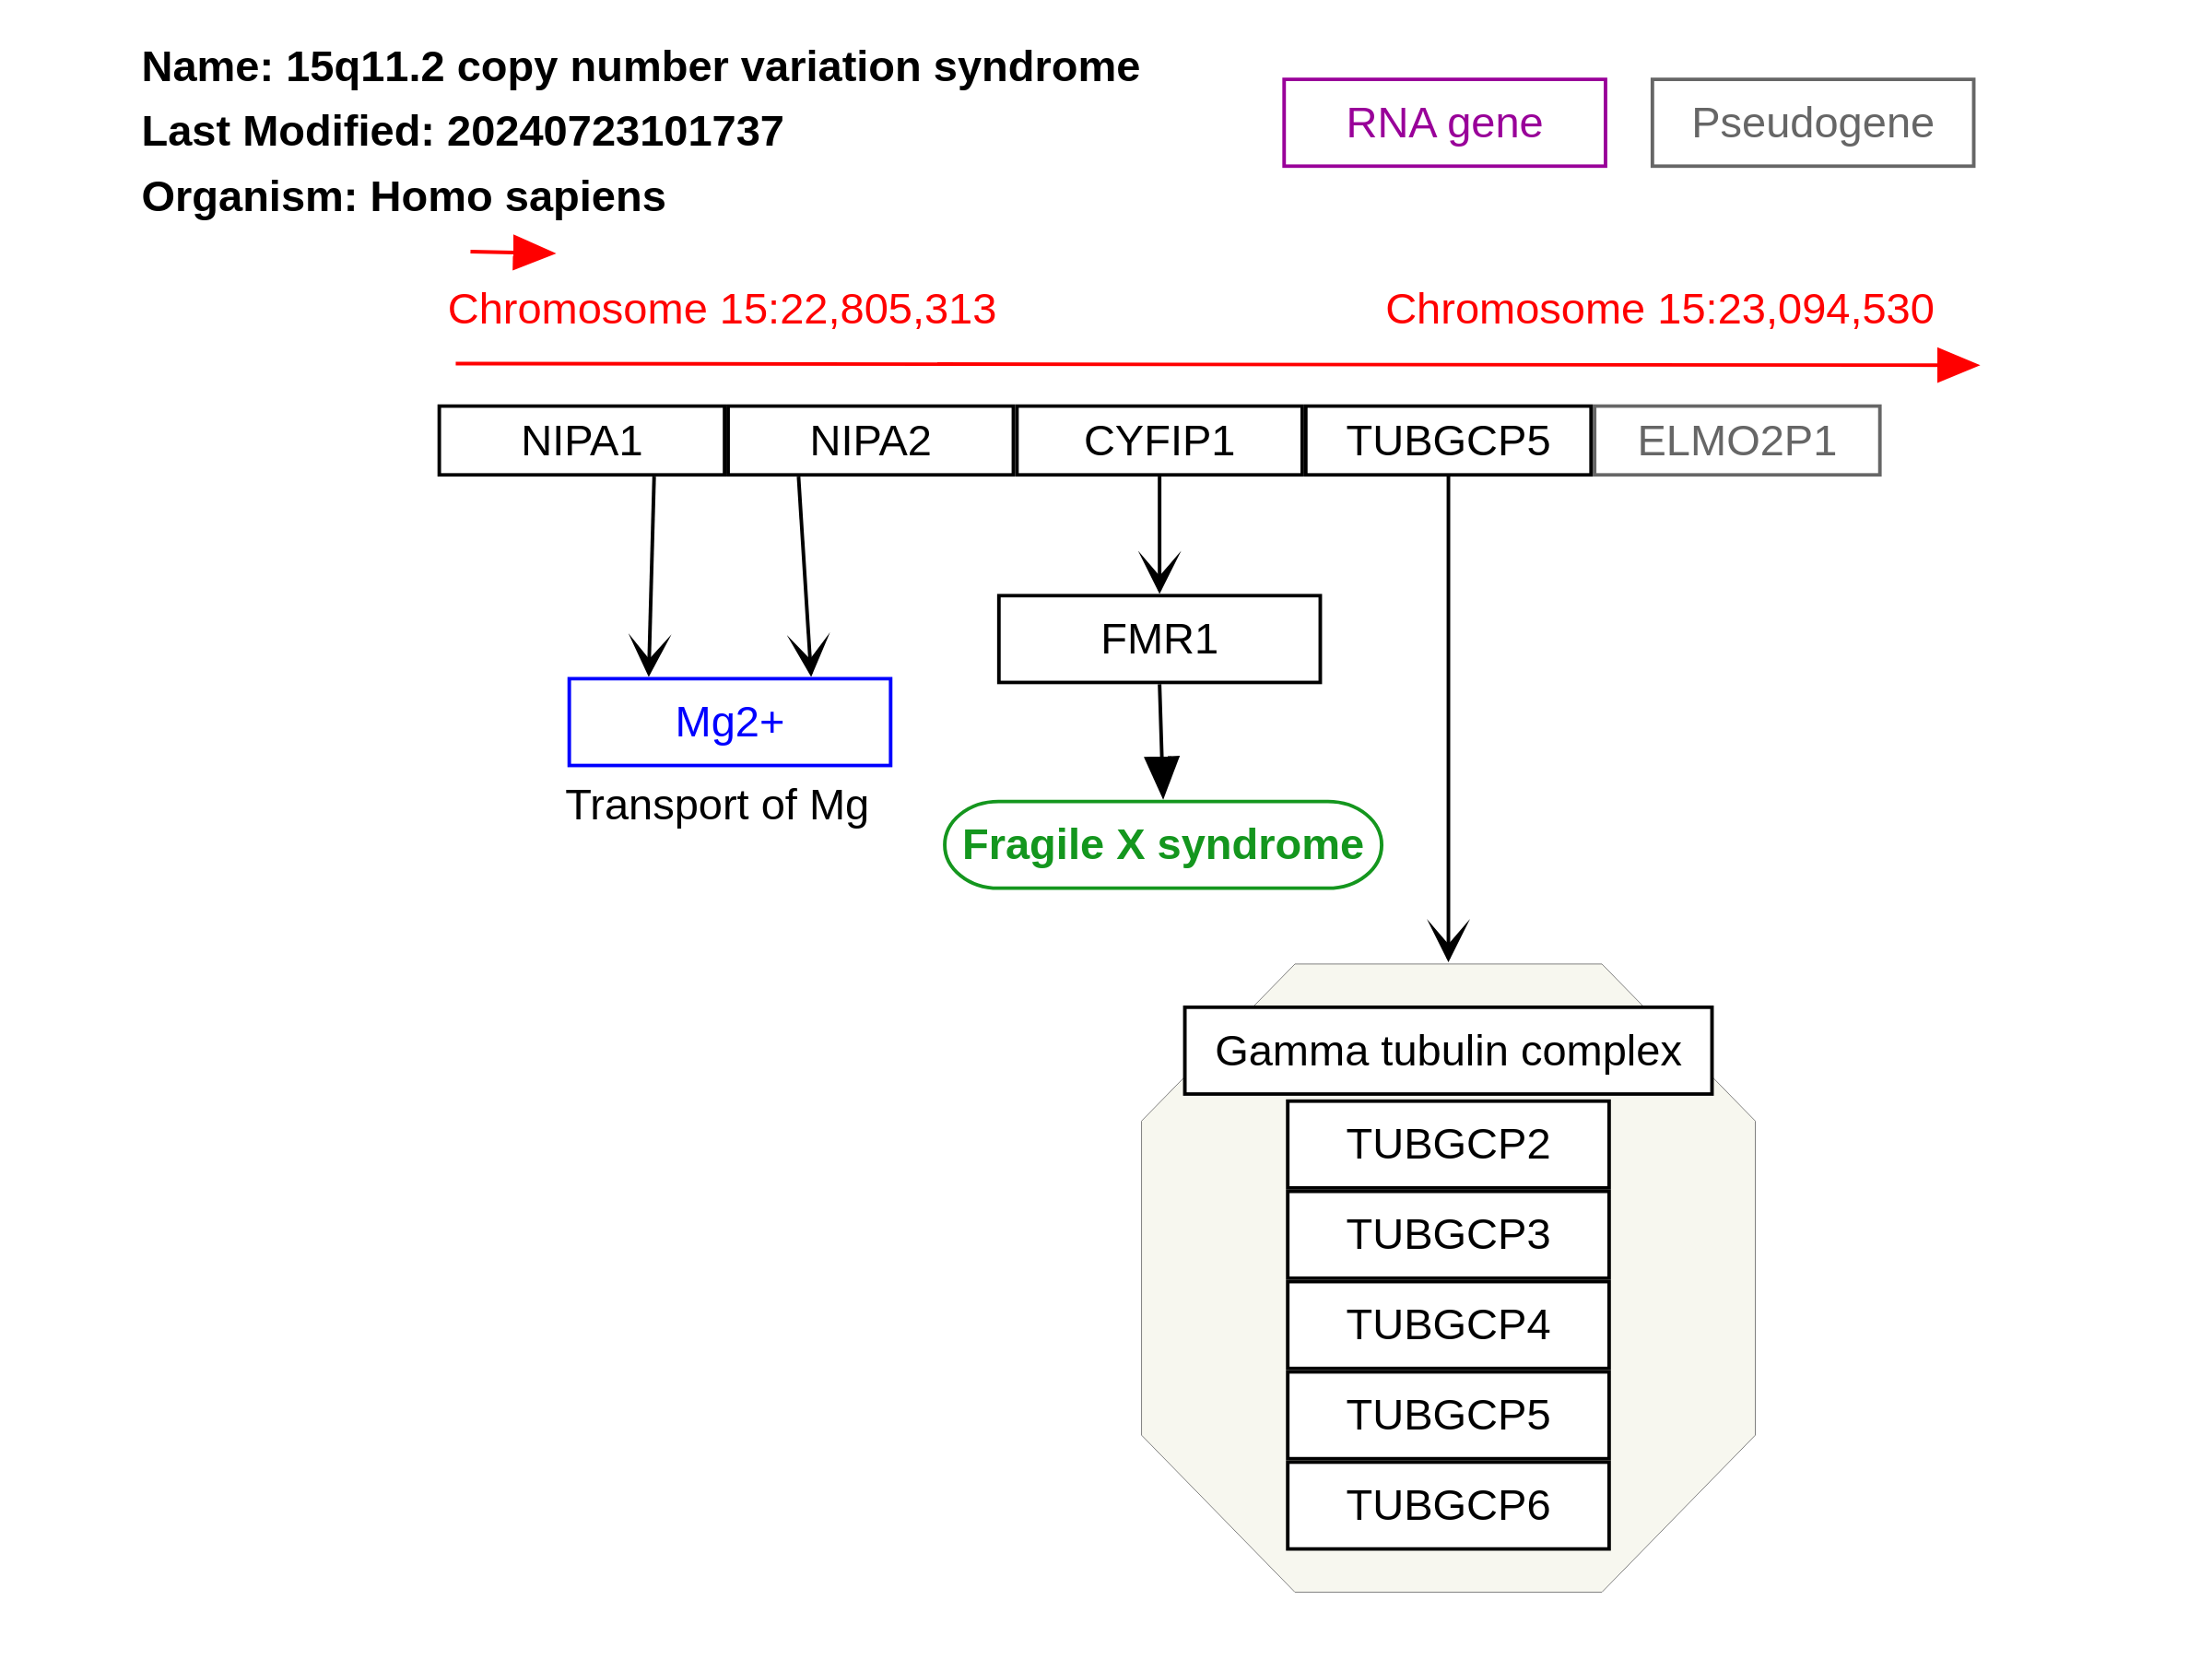 Name: 15q11.2 copy number variation syndrome
Last Modified: 20240723101737
Organism: Homo sapiens
RNA gene
Pseudogene
Chromosome 15:22,805,313
Chromosome 15:23,094,530
NIPA1
NIPA2
CYFIP1
TUBGCP5
ELMO2P1
FMR1
Mg2+
Transport of Mg
Fragile X syndrome
Gamma tubulin complex
TUBGCP2
TUBGCP3
TUBGCP4
TUBGCP5
TUBGCP6